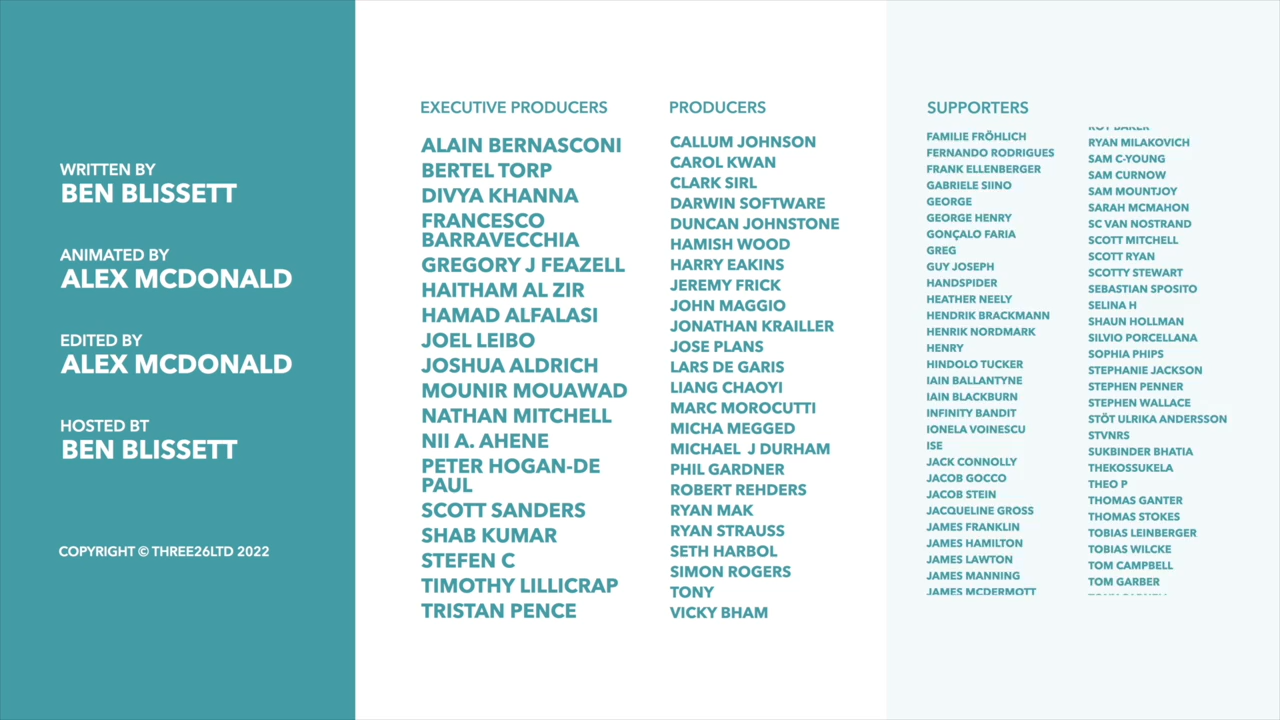 WRITTEN BY
BEN BLISSETT
ANIMATED BY
ALEX MCDONALD
EDITED BY
ALEX MCDONALD
HOSTED BT
BEN BLISSETT
COPYRIGHT © THREE26LTD 2022
EXECUTIVE PRODUCERS
ALAIN BERNASCONI
BERTEL TORP
DIVYA KHANNA
FRANCESCO
BARRAVECCHIA
GREGORY J FEAZELL
HAITHAM AL ZIR
HAMAD ALFALASI
JOEL LEIBO
JOSHUA ALDRICH
MOUNIR MOUAWAD
NATHAN MITCHELL
NII A. AHENE
PETER HOGAN-DE
PAUL
SCOTT SANDERS
SHAB KUMAR
STEFEN C
TIMOTHY LILLICRAP
TRISTAN PENCE
PRODUCERS
CALLUM JOHNSON
CAROL KWAN
CLARK SIRL
DARWIN SOFTWARE
DUNCAN JOHNSTONE
HAMISH WOOD
HARRY EAKINS
JEREMY FRICK
JOHN MAGGIO
JONATHAN KRAILLER
JOSE PLANS
LARS DE GARIS
LIANG CHAOYI
MARC MOROCUTTI
MICHA MEGGED
MICHAEL  J DURHAM
PHIL GARDNER
ROBERT REHDERS
RYAN MAK
RYAN STRAUSS
SETH HARBOL
SIMON ROGERS
TONY
VICKY BHAM
SUPPORTERS
FAMILIE FRÖHLICH
FERNANDO RODRIGUES
FRANK ELLENBERGER
GABRIELE SIINO
GEORGE
GEORGE HENRY
GONÇALO FARIA
GREG
GUY JOSEPH
HANDSPIDER
HEATHER NEELY
HENDRIK BRACKMANN
HENRIK NORDMARK
HENRY
HINDOLO TUCKER
IAIN BALLANTYNE
IAIN BLACKBURN
INFINITY BANDIT
IONELA VOINESCU
ISE
JACK CONNOLLY
JACOB GOCCO
JACOB STEIN
JACQUELINE GROSS
JAMES FRANKLIN
JAMES HAMILTON
JAMES LAWTON
JAMES MANNING
JAMES MCDERMOTT
RYAN MILAKOVICH
SAM C-YOUNG
SAM CURNOW
SAM MOUNTJOY
SARAH MCMAHON
SC VAN NOSTRAND
SCOTT MITCHELL
SCOTT RYAN
SCOTTY STEWART
SEBASTIAN SPOSITO
SELINA H
SHAUN HOLLMAN
SILVIO PORCELLANA
SOPHIA PHIPS
STEPHANIE JACKSON
STEPHEN PENNER
STEPHEN WALLACE
STÖT ULRIKA ANDERSSON
STVNRS
SUKBINDER BHATIA
THEKOSSUKELA
THEO P
THOMAS GANTER
THOMAS STOKES
TOBIAS LEINBERGER
TOBIAS WILCKE
TOM CAMPBELL
TOM GARBER